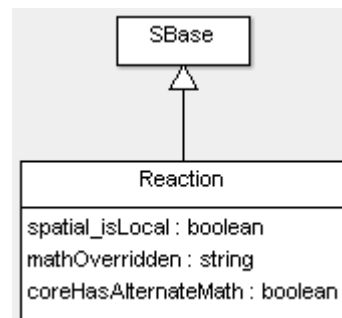 SBase
Reaction
spatial_isLocal : boolean
mathOverridden : string
coreHasAlternateMath : boolean